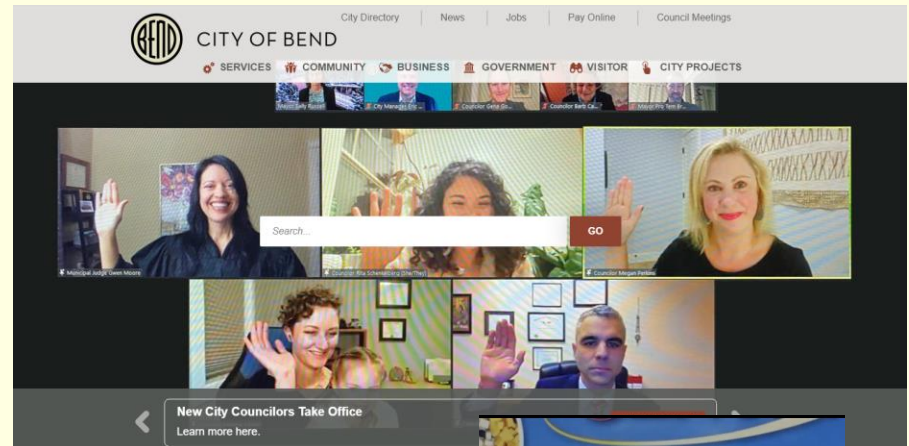 City Directory
News
Jobs
Pay Online
Council Meetings
BEND
CITY OF BEND
SERVICES
COMMUNITY
BUSINESS
GOVERNMENT
VISITOR
CITY PROJECTS
Municipal Judge Gwen Moore
Councilor Megan Perkins
Search...
GO
New City Councilors Take Office
Learn more here.